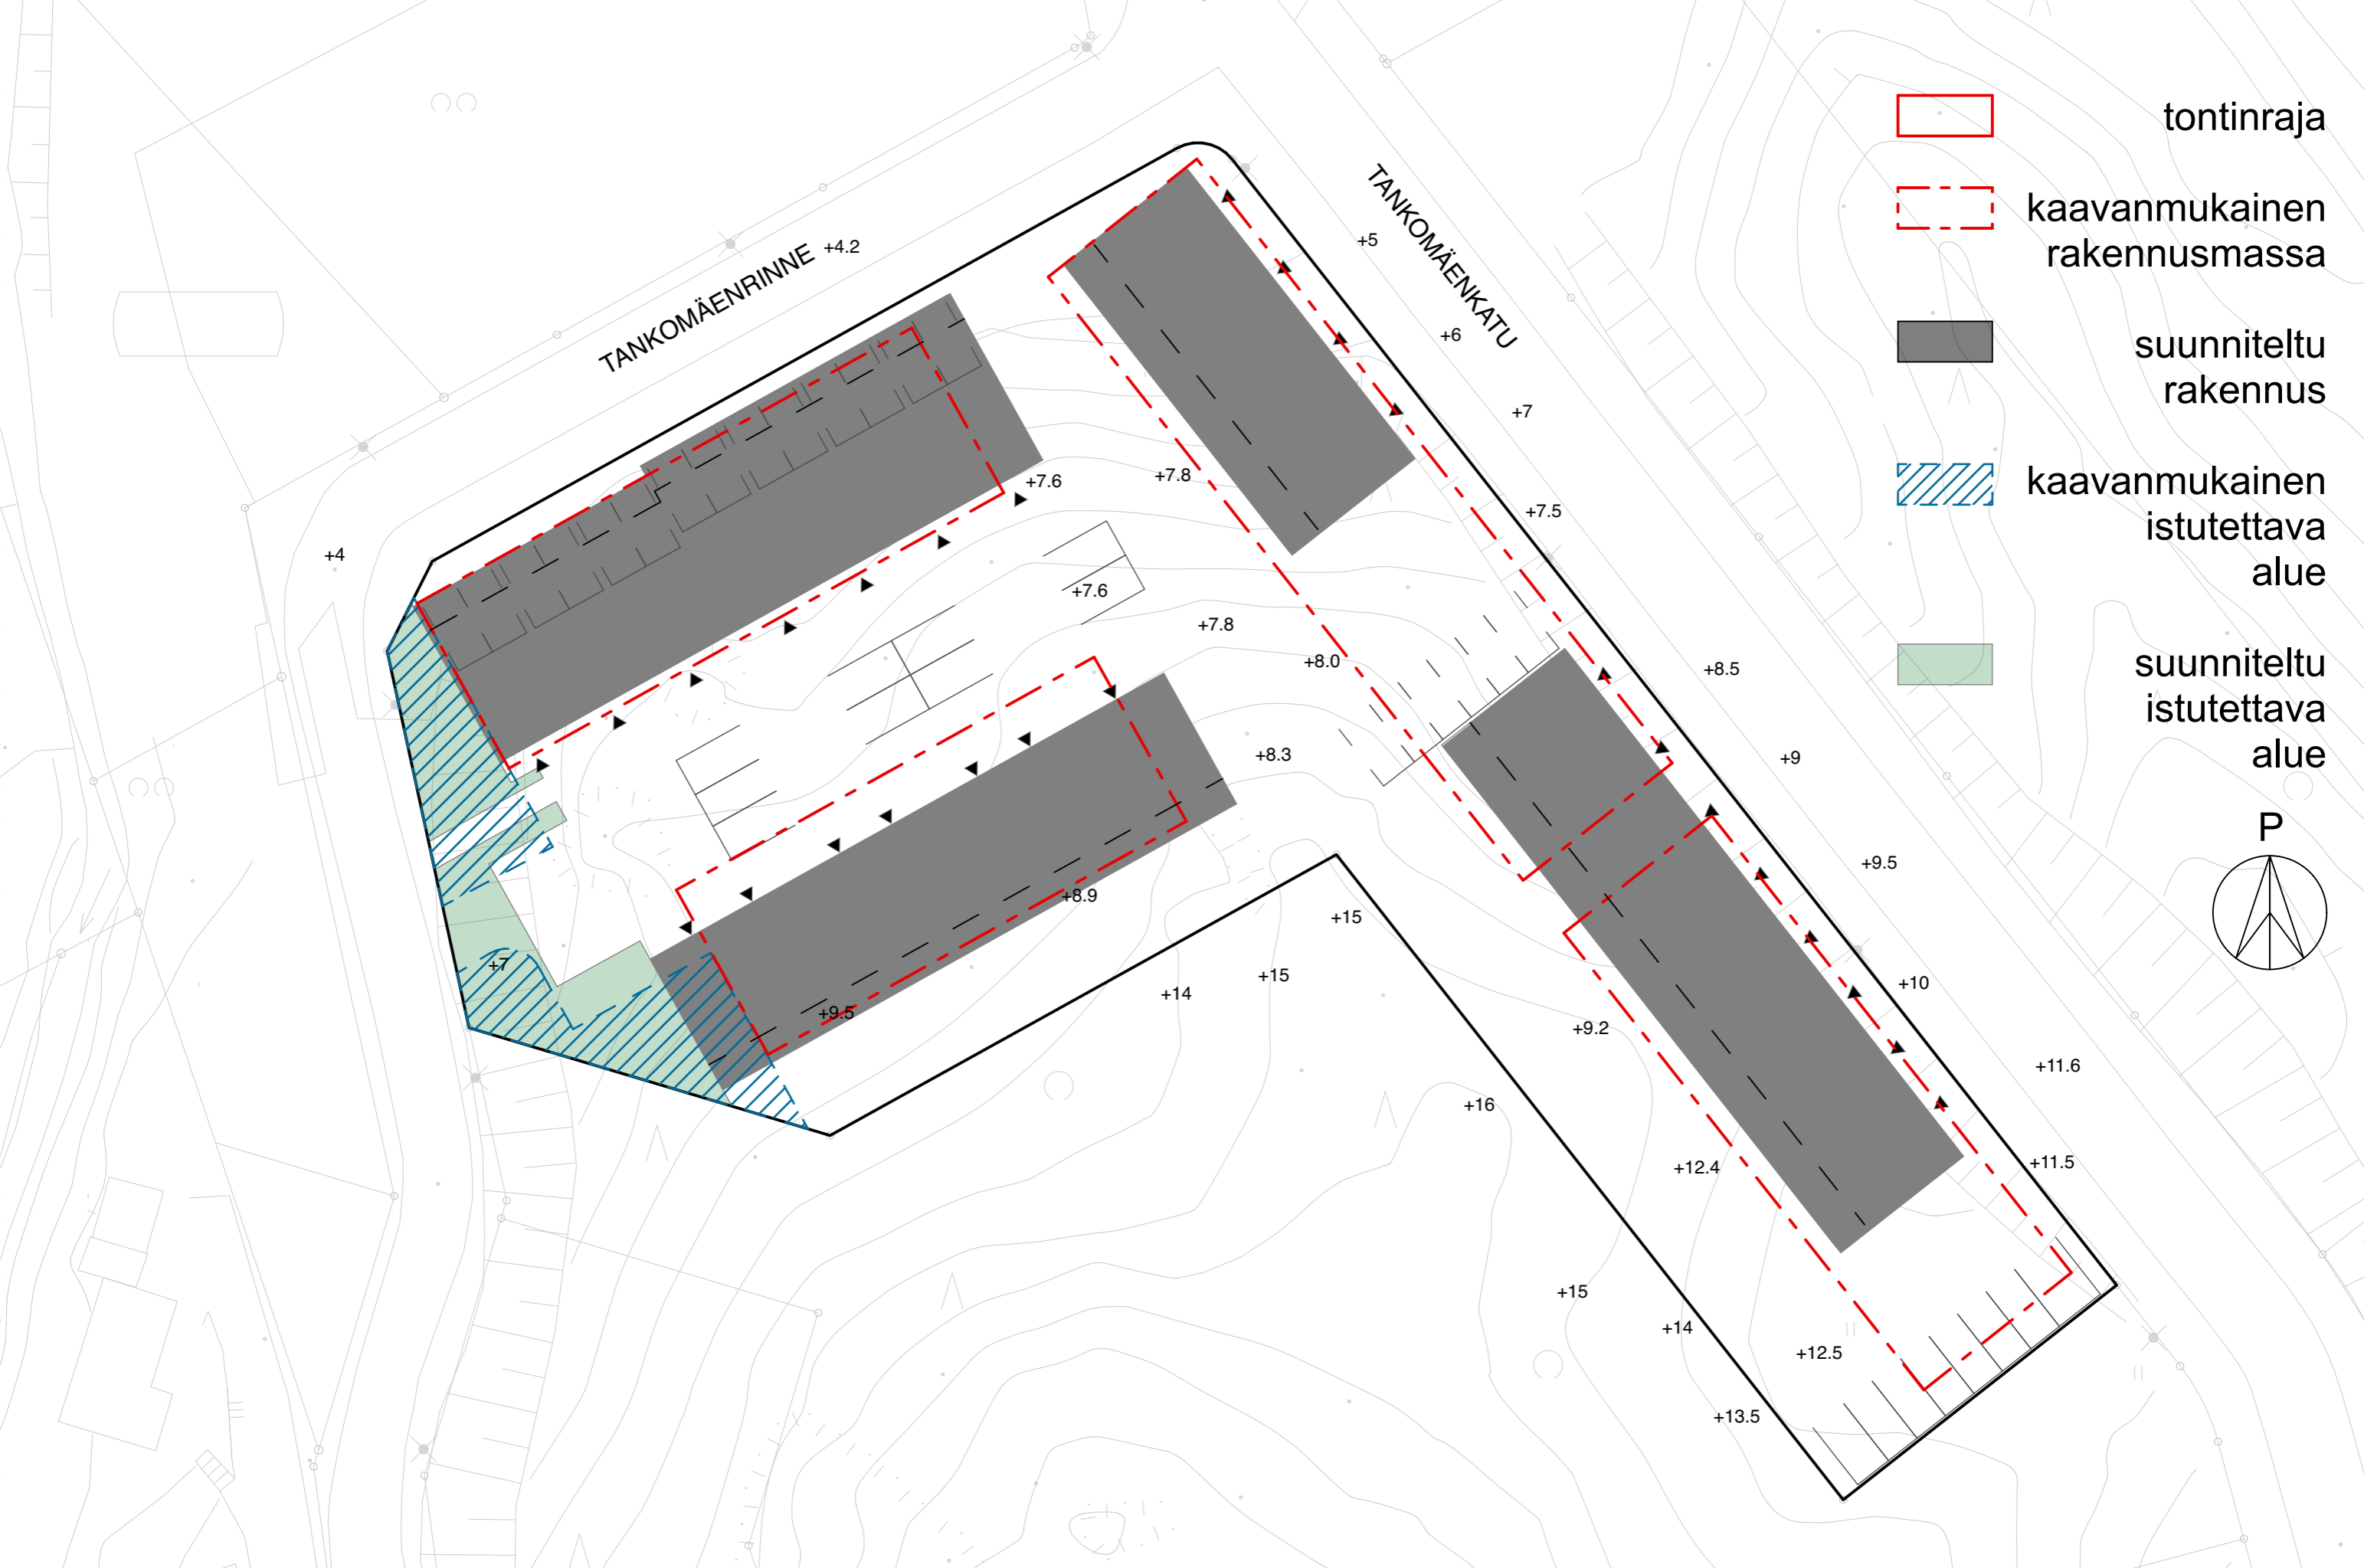 tontinraja
kaavanmukainen
rakennusmassa
suunniteltu
rakennus
kaavanmukainen
istutettava
alue
suunniteltu
istutettava
alue
P
TANKOMÄENRINNE
+4.2
TANKOMÄENKATU
+5
+6
+7
+7.5
+7.6
+7.8
+4
+7.6
+7.8
+8.0
+8.5
+8.3
+9
+9.5
+8.9
+15
+7
+15
+14
+10
+9.5
+9.2
+11.6
+16
+12.4
+11.5
+15
+14
+12.5
+13.5